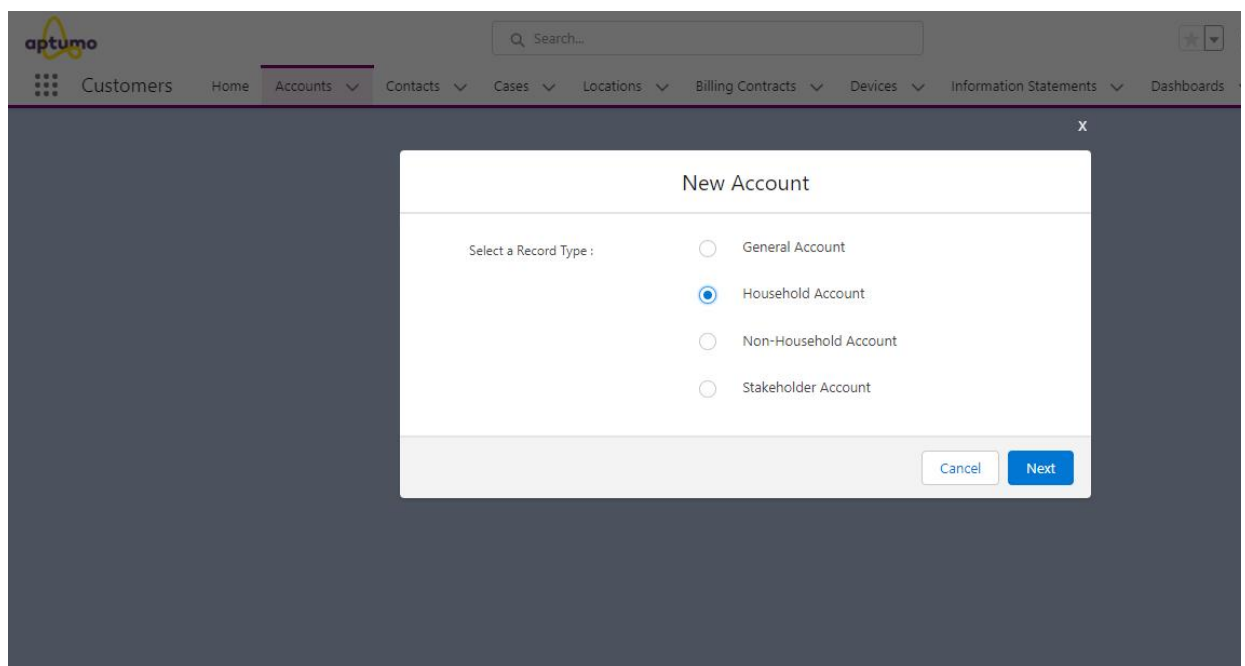 aptumo
Search...
Customers Home Accounts Contacts Cases Locations Billing Contracts Devices Information Statements Dashboards
x
New Account
Select a Record Type :
General Account
Household Account
Non-Household Account
Stakeholder Account
Cancel Next